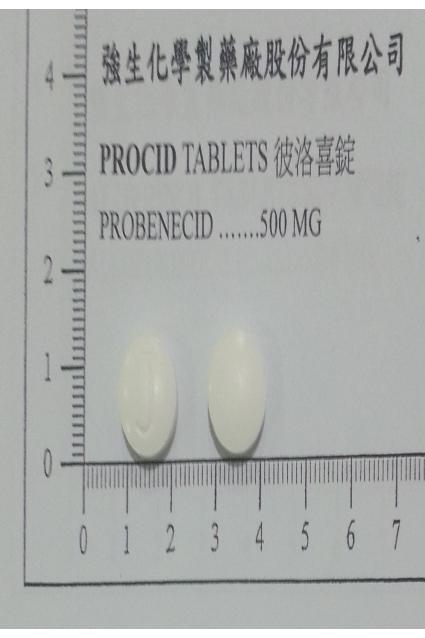 強生化學製藥廠股份有限公司
PROCID TABLETS 彼洛喜錠
PROBENECID .......500 MG
4
3
2
1
0
J
0 1 2 3 4 5 6 7